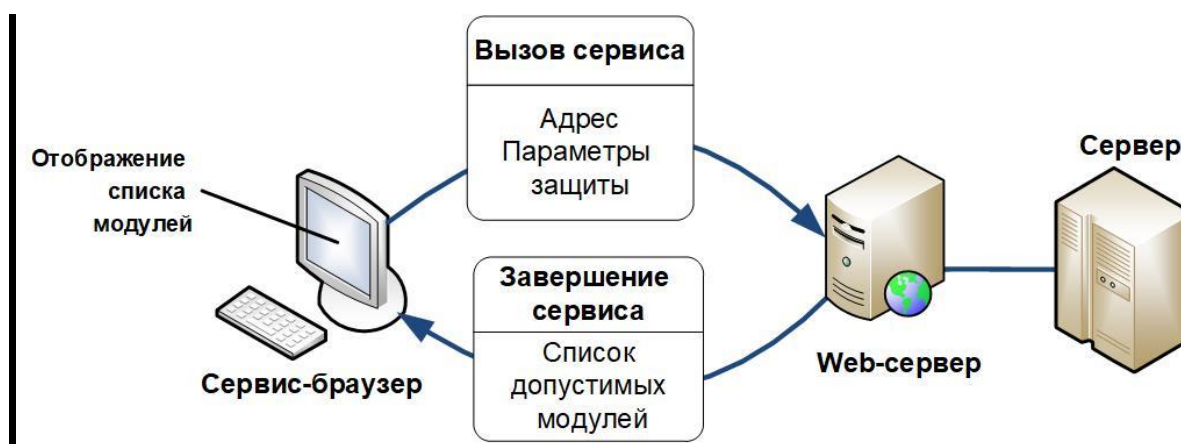 Вызов сервиса
Адрес
Параметры
защиты
Отображение
списка
модулей
Сервер
Завершение
сервиса
Список
допустимых
модулей
Сервис-браузер
Web-сервер